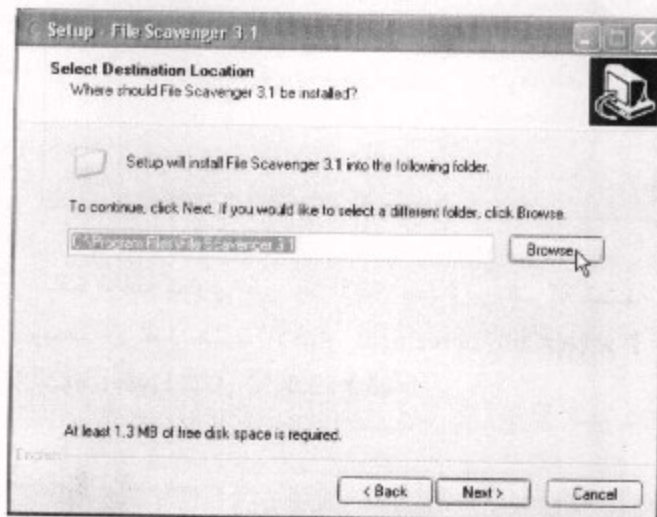 Setup - File Scavenger 3.1
Select Destination Location
Where should File Scavenger 3.1 be installed?
Setup will install File Scavenger 3.1 into the following folder.
To continue, click Next. If you would like to select a different folder, click Browse.
C:\Program Files\File Scavenger 3.1
Browse...
At least 1.3 MB of free disk space is required.
English
< Back
Next >
Cancel